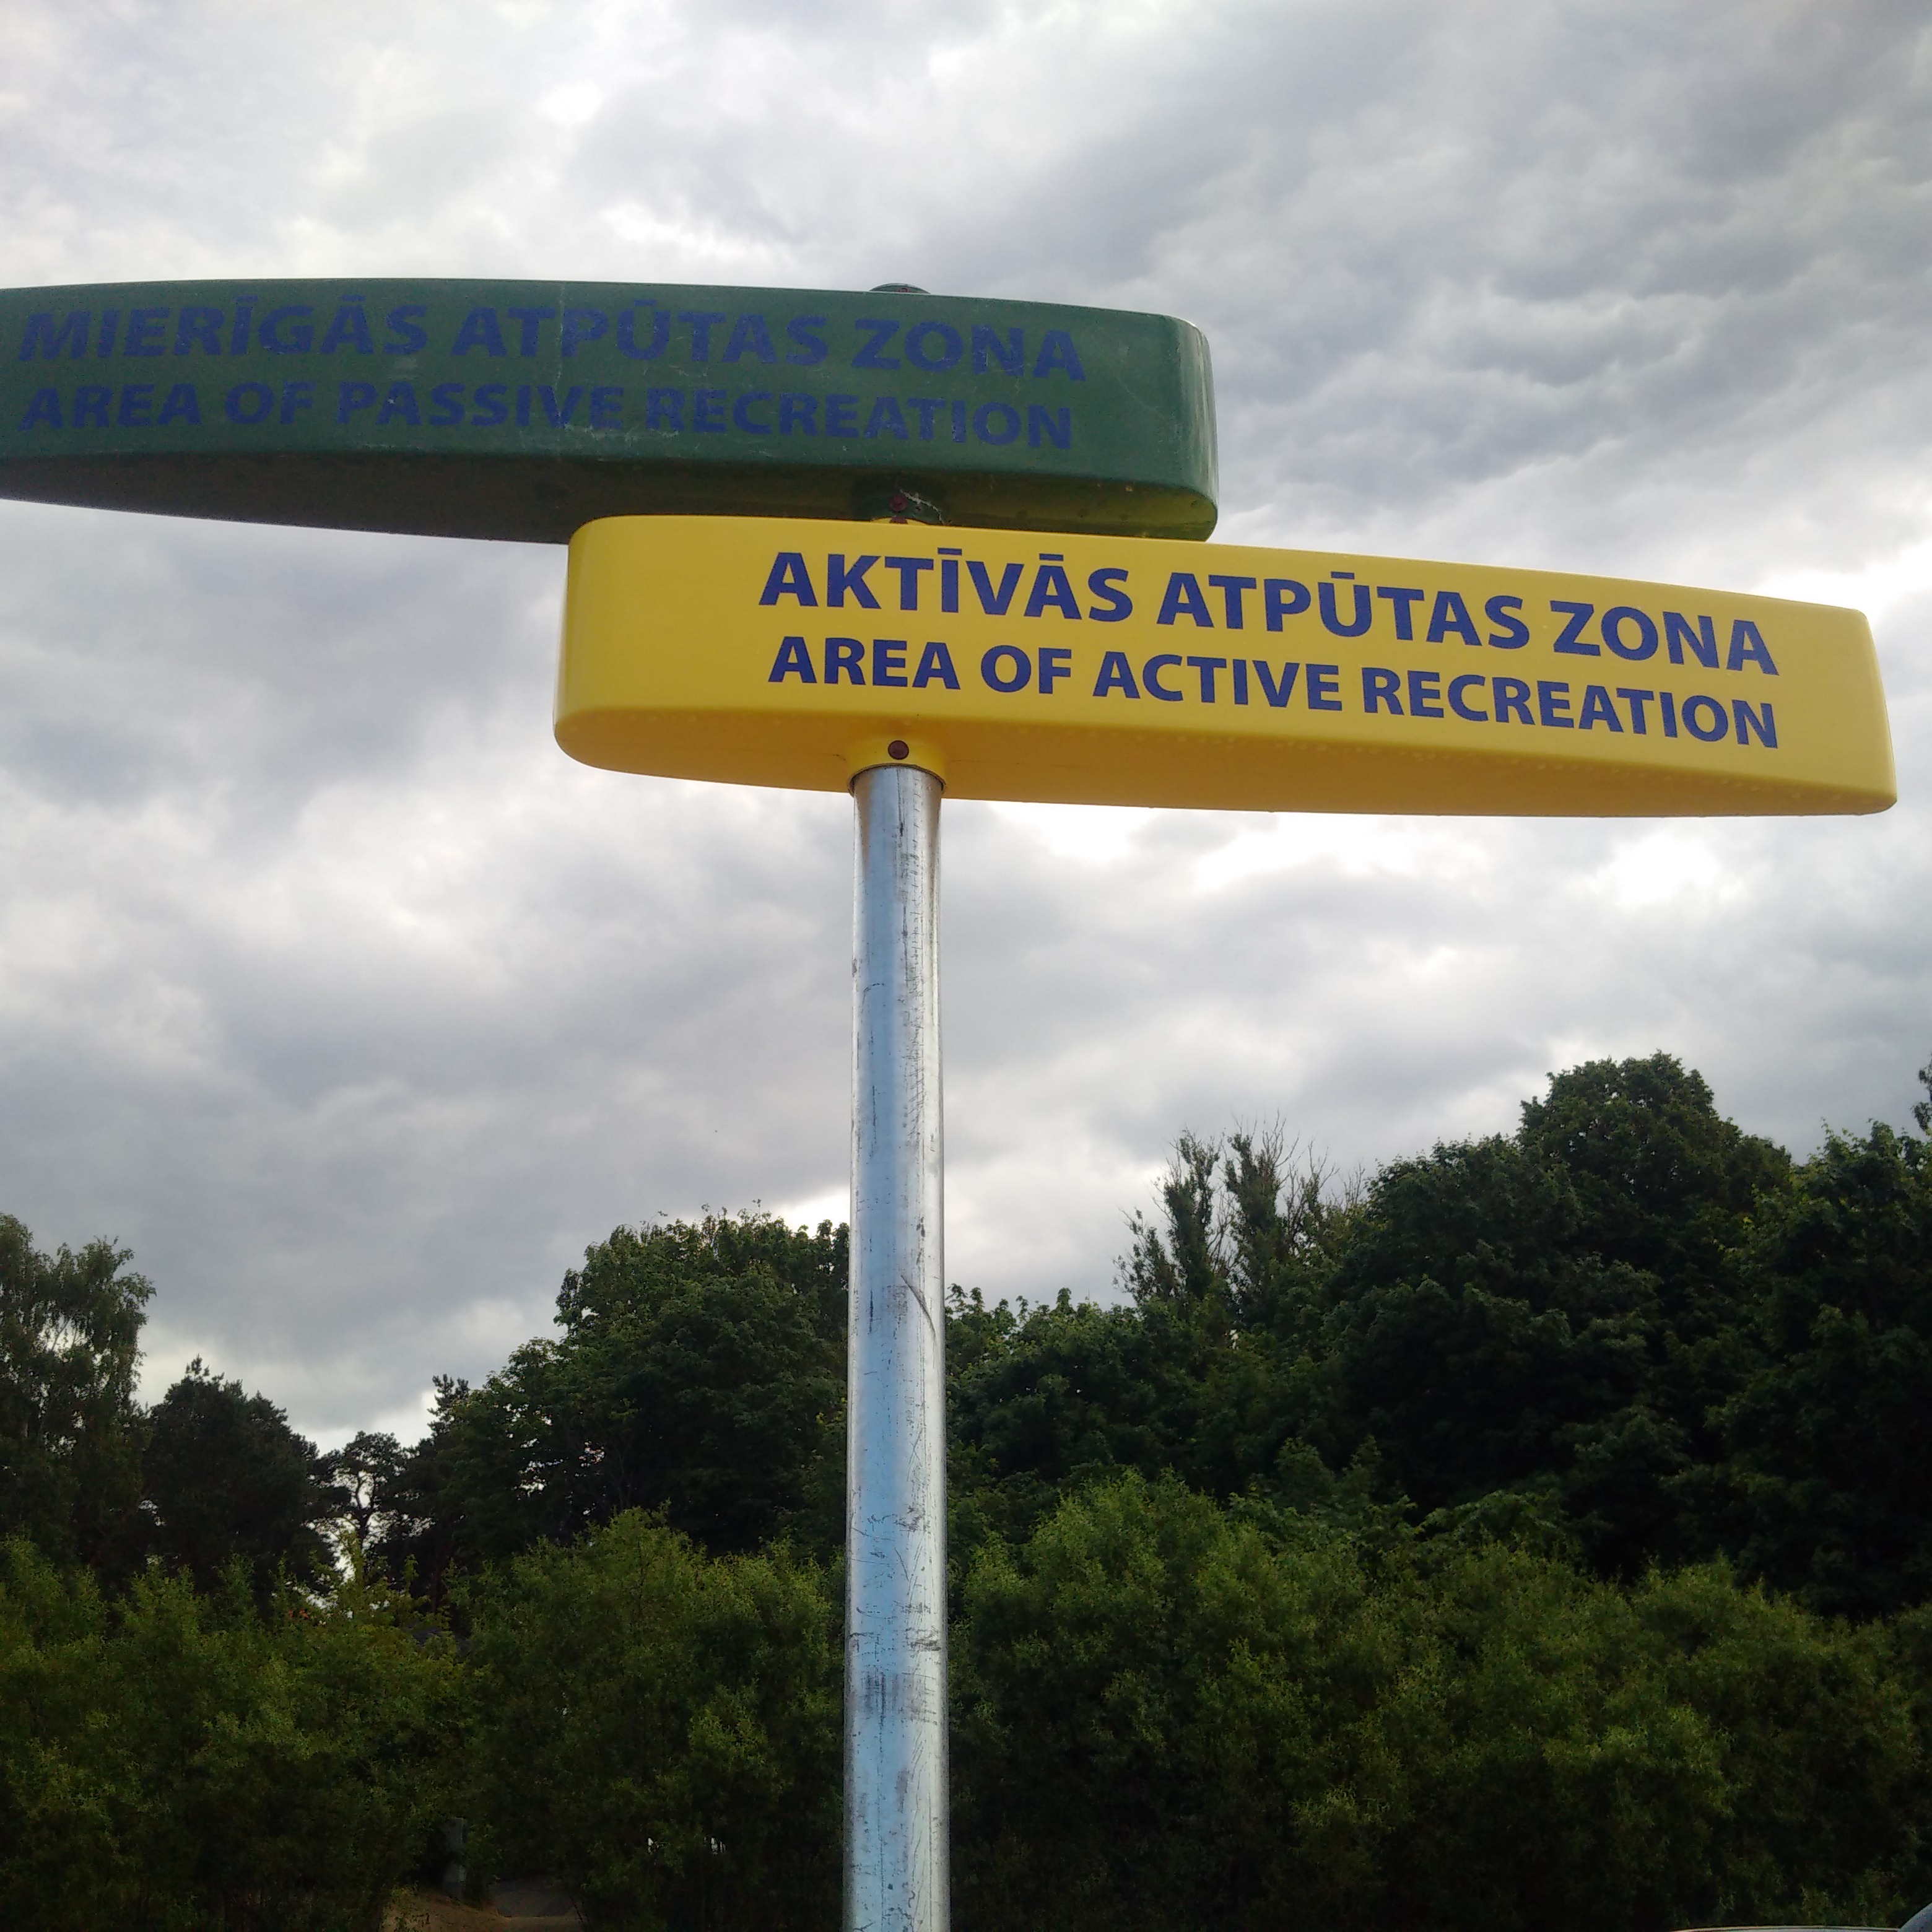 MIERĪGĀS ATPŪTAS ZONA
AREA OF PASSIVE RECREATION
AKTĪVĀS ATPŪTAS ZONA
AREA OF ACTIVE RECREATION